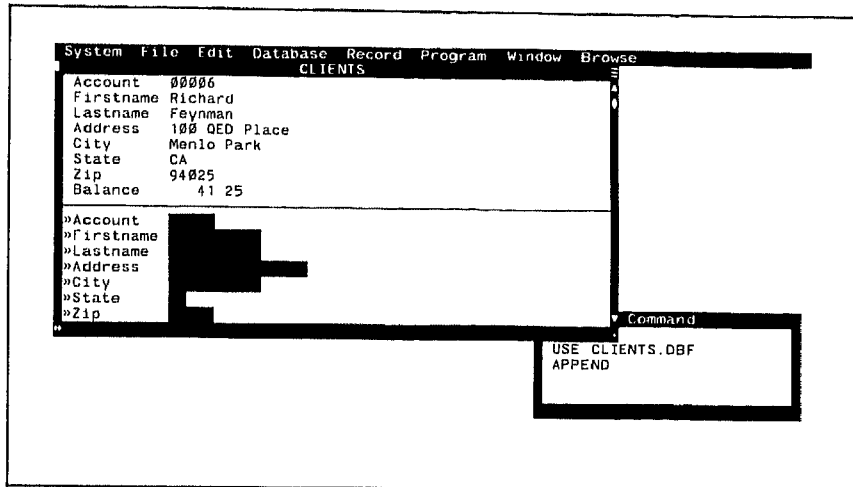 System File Edit Database Record Program Window Browse
CLIENTS
Account 00006
Firstname Richard
Lastname Feynman
Address 100 QED Place
City Menlo Park
State CA
Zip 94025
Balance 41 25
»Account
»Firstname
»Lastname
»Address
»City
»State
»Zip
Command
USE CLIENTS.DBF
APPEND